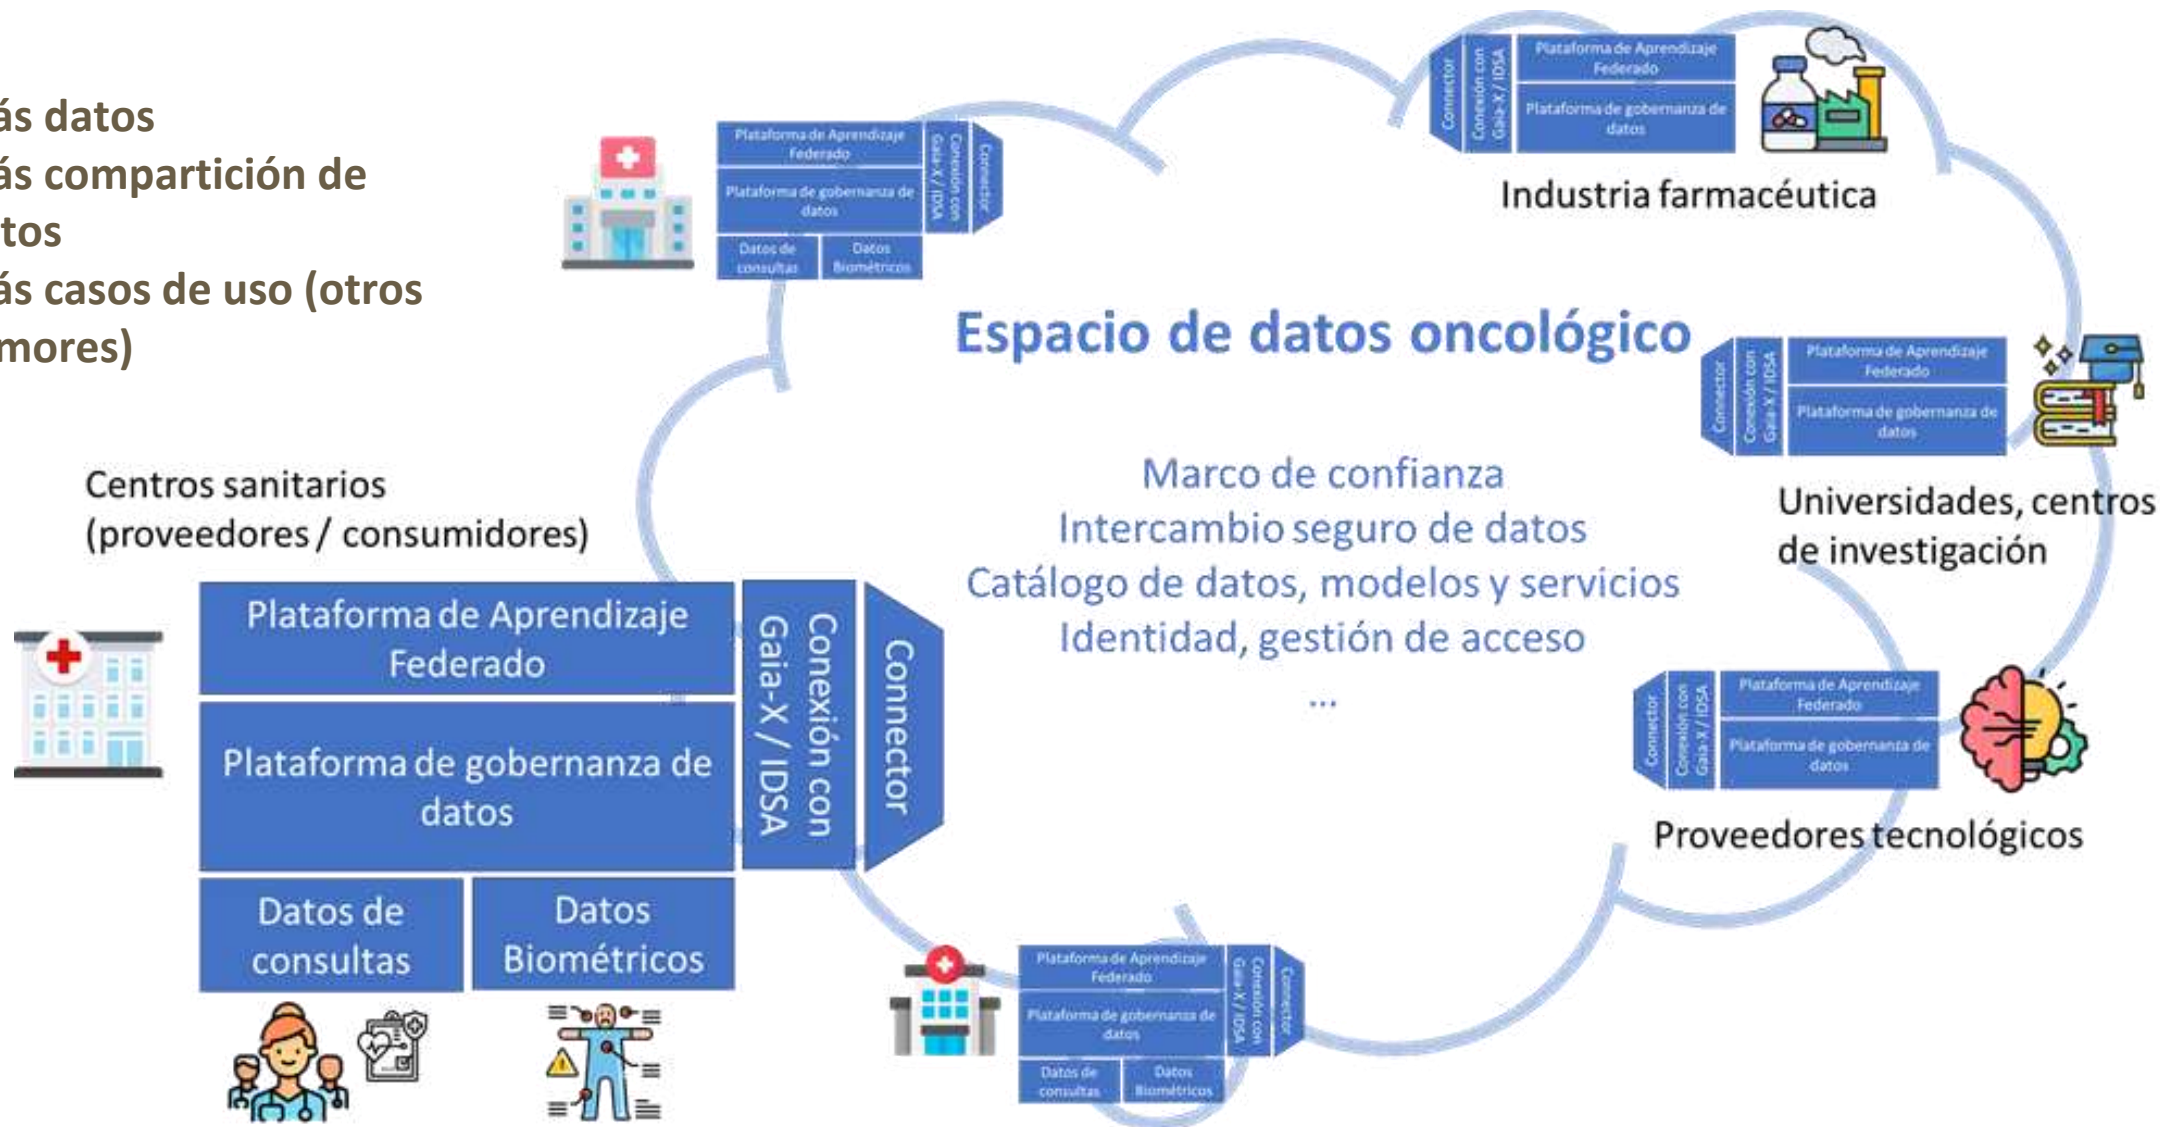 ás datos
ás compartición de
tos
ás casos de uso (otros
mores)
Plataforma de Aprendizaje
Federado
Plataforma de gobernanza de
datos
Datos de
consultas
Datos
Biométricos
Conexión con
Gaia-X / IDSA
Connector
Connector
Conexión con
Gaia-X / IDSA
Plataforma de Aprendizaje
Federado
Plataforma de gobernanza de
datos
Industria farmacéutica
Espacio de datos oncológico
Connector
Conexión con
Gaia-X / IDSA
Plataforma de Aprendizaje
Federado
Plataforma de gobernanza de
datos
Universidades, centros
de investigación
Marco de confianza
Intercambio seguro de datos
Catálogo de datos, modelos y servicios
Identidad, gestión de acceso
...
Centros sanitarios
(proveedores / consumidores)
Plataforma de Aprendizaje
Federado
Plataforma de gobernanza de
datos
Datos de
consultas
Datos
Biométricos
Conexión con
Gaia-X / IDSA
Connector
Connector
Conexión con
Gaia-X / IDSA
Plataforma de Aprendizaje
Federado
Plataforma de gobernanza de
datos
Proveedores tecnológicos
Plataforma de Aprendizaje
Federado
Plataforma de gobernanza de
datos
Datos de
consultas
Datos
Biométricos
Conexión con
Gaia-X / IDSA
Connector